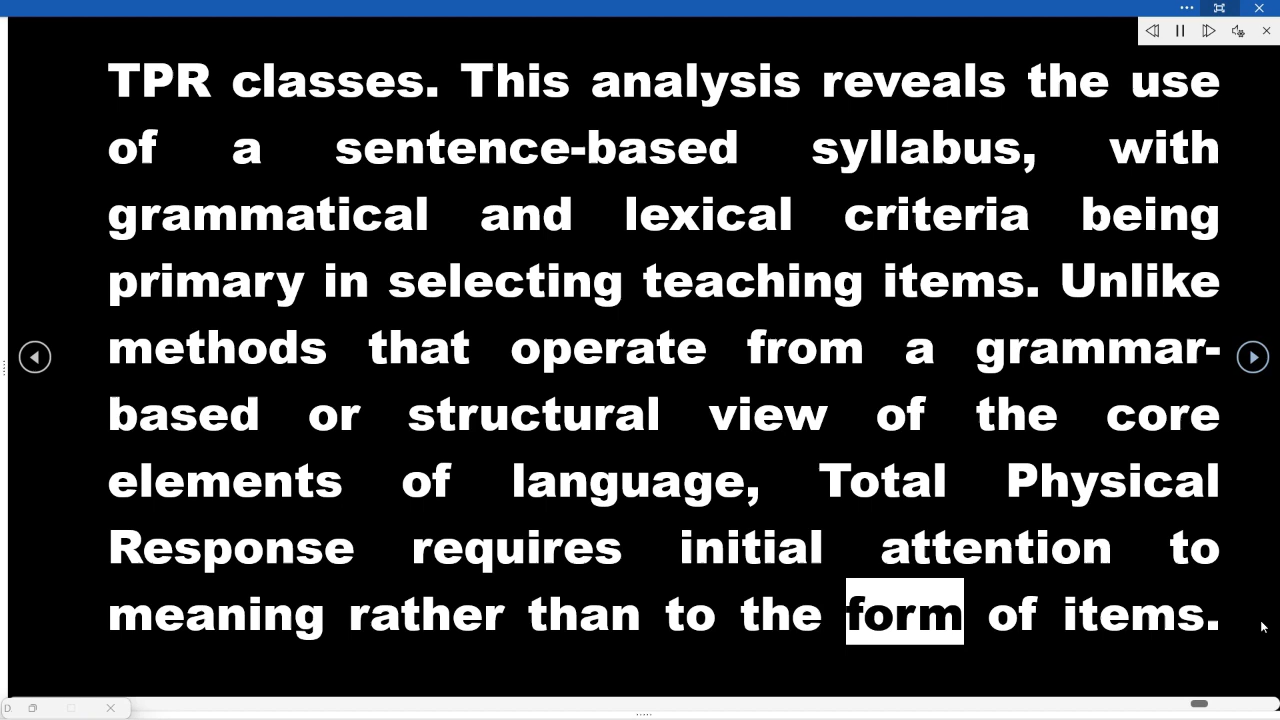 TPR classes. This analysis reveals the use
of a sentence-based syllabus, with
grammatical and lexical criteria being
primary in selecting teaching items. Unlike
methods that operate from a grammar-
based or structural view of the core
elements of language, Total Physical
Response requires initial attention to
meaning rather than to the form of items.
D